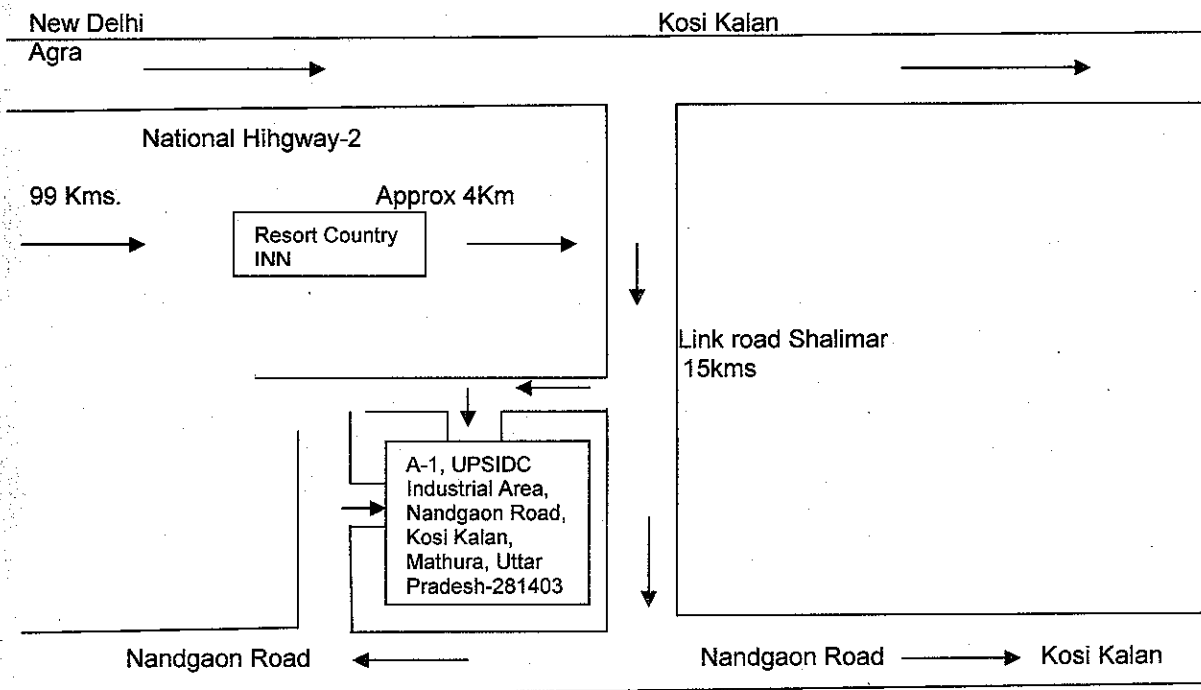 New Delhi
Kosi Kalan
Agra
National Hihgway-2
99 Kms.
Approx 4Km
Resort Country
INN
Link road Shalimar
15kms
A-1, UPSIDC
Industrial Area,
Nandgaon Road,
Kosi Kalan,
Mathura, Uttar
Pradesh-281403
Nandgaon Road
Nandgaon Road
Kosi Kalan